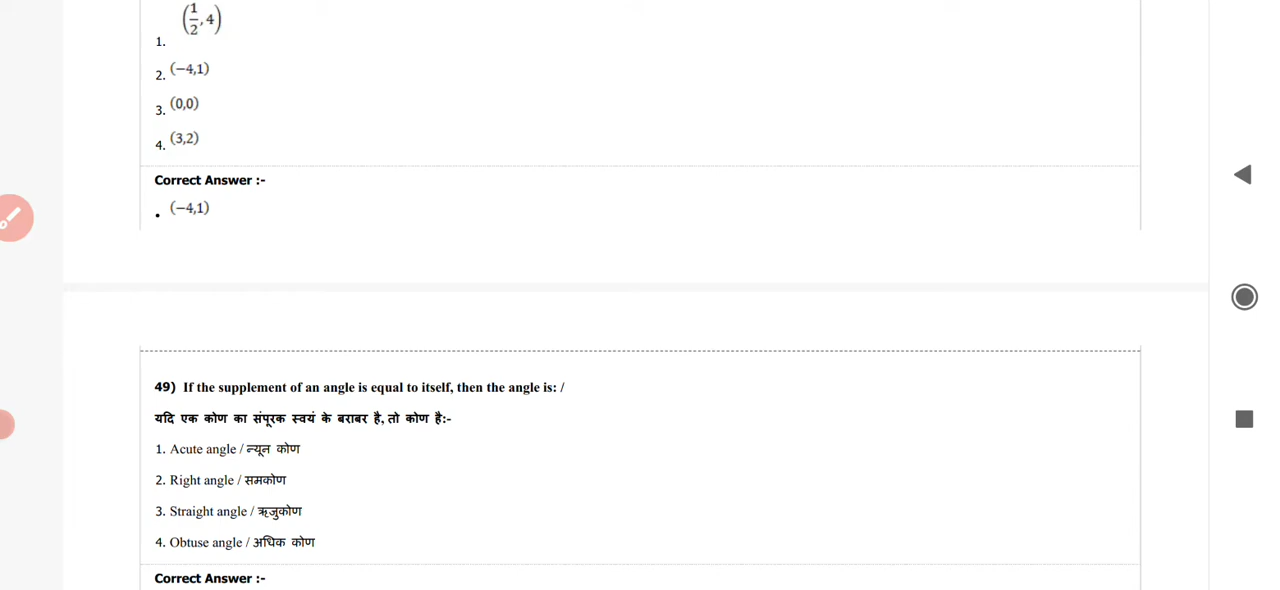 1. (1/2, 4)
2. (−4,1)
3. (0,0)
4. (3,2)
Correct Answer :-
• (−4,1)
49) If the supplement of an angle is equal to itself, then the angle is: /
यदि एक कोण का संपूरक स्वयं के बराबर है, तो कोण है:-
1. Acute angle / न्यून कोण
2. Right angle / समकोण
3. Straight angle / ऋजुकोण
4. Obtuse angle / अधिक कोण
Correct Answer :-